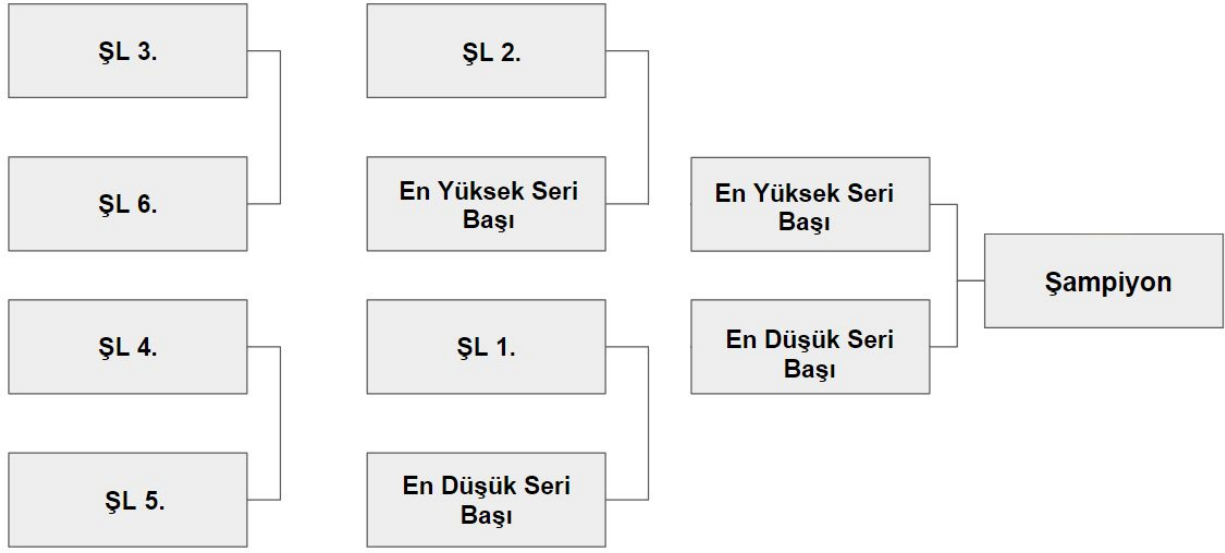 ŞL 3.
ŞL 6.
ŞL 4.
ŞL 5.
ŞL 2.
En Yüksek Seri
Başı
ŞL 1.
En Düşük Seri
Başı
En Yüksek Seri
Başı
En Düşük Seri
Başı
Şampiyon